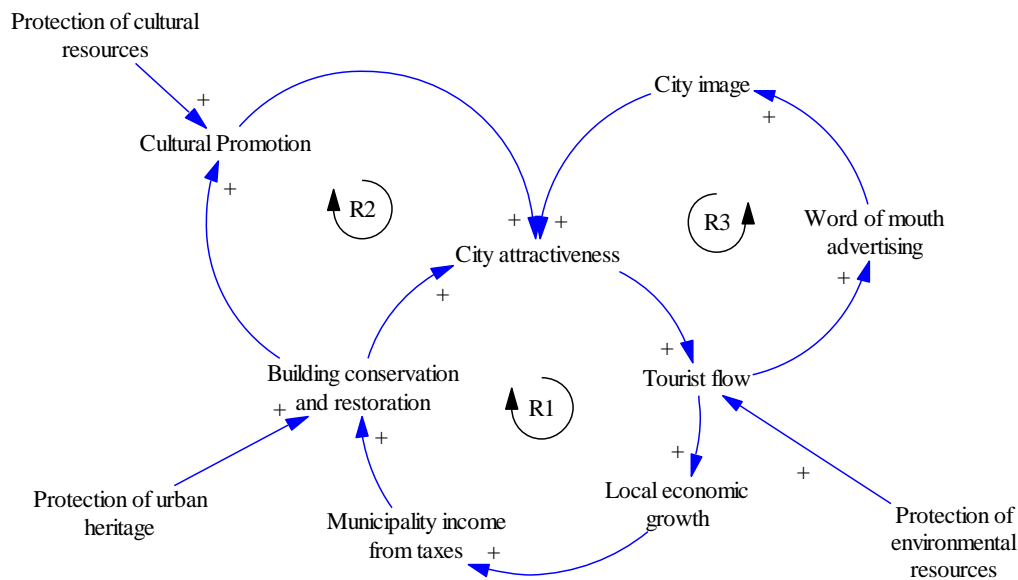 Protection of cultural
resources
+
Cultural Promotion
+
City image
+
R2
R3
+
+
Word of mouth
advertising
+
City attractiveness
+
+
Building conservation
and restoration
+
Tourist flow
R1
+
+
+
Protection of urban
heritage
Municipality income
from taxes
+
Local economic
growth
+
Protection of
environmental
resources